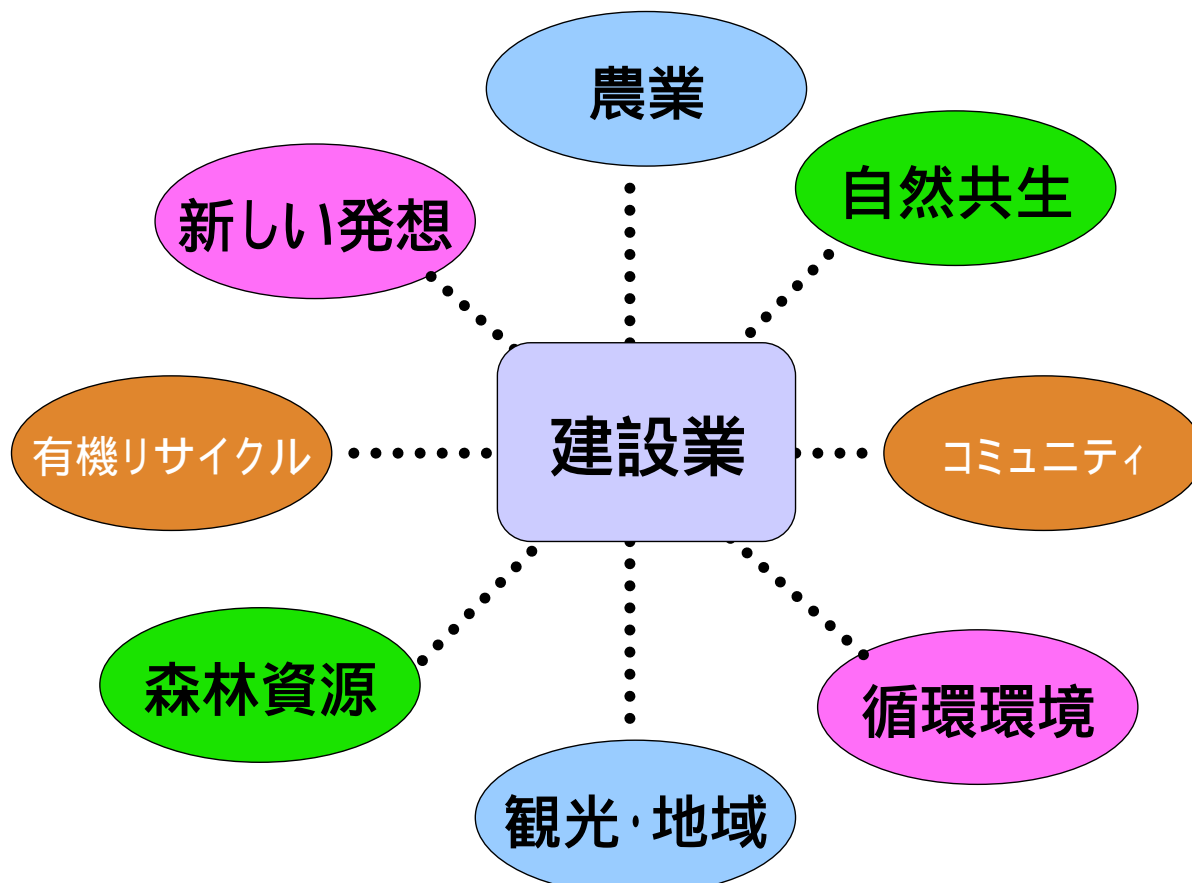 農業
自然共生
新しい発想
建設業
有機リサイクル
コミュニティ
森林資源
循環環境
観光·地域